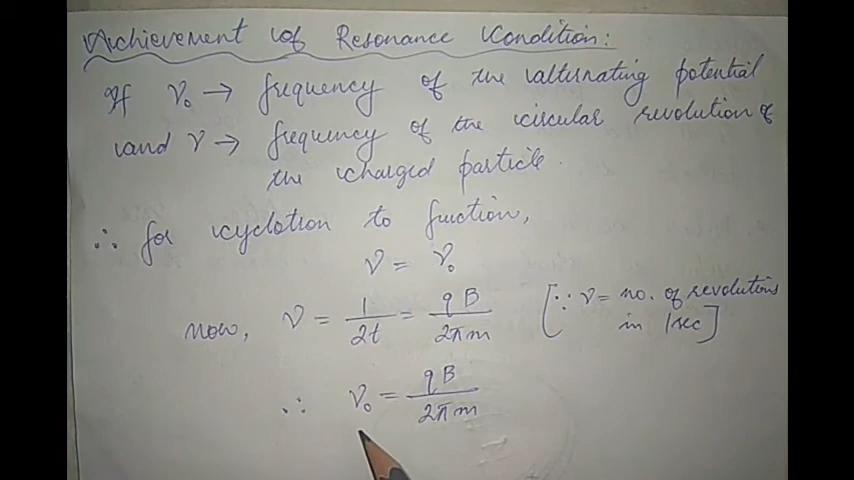 Achievement of Resonance Condition:
If ν₀ → frequency of the alternating potential
and ν → frequency of the circular revolution of
the charged particle.
∴ for cyclotron to function,
ν = ν₀
now, ν = 1/2t = qB/2πm [∵ ν = no. of revolutions
in 1sec]
∴ ν₀ = qB/2πm